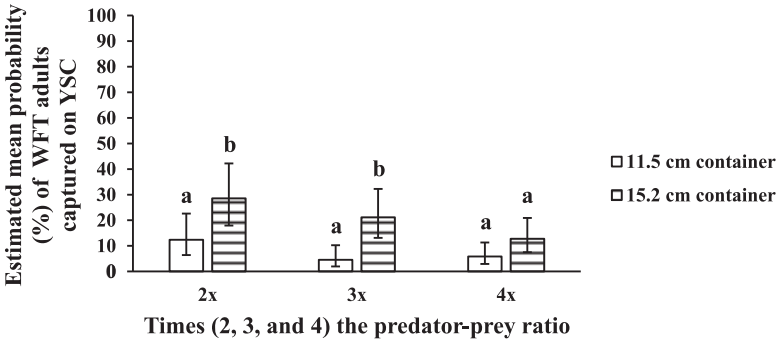 Estimated mean probability
(%) of WFT adults
captured on YSC
100
90
80
70
60
50
40
30
20
10
0
a
b
a
b
a
a
2x
3x
4x
Times (2, 3, and 4) the predator-prey ratio
11.5 cm container
15.2 cm container